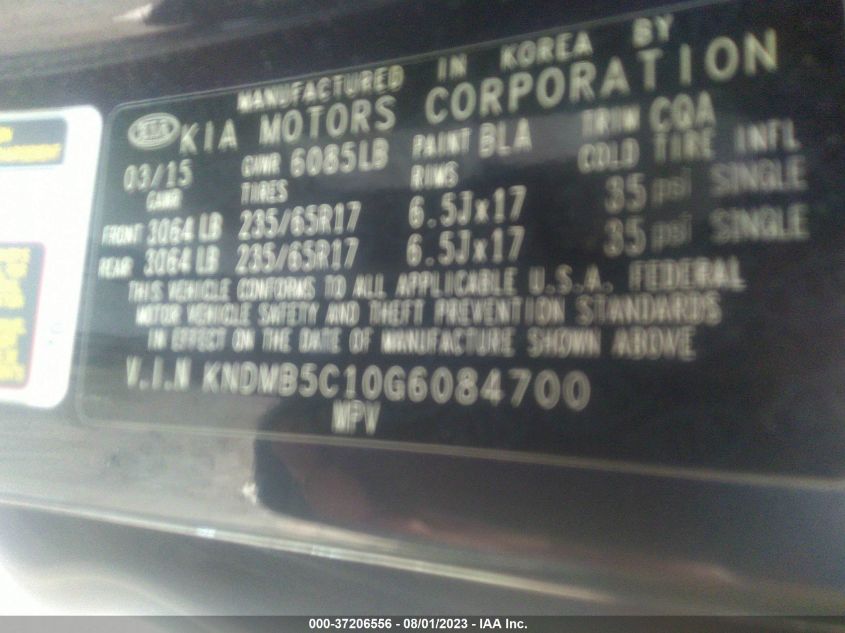 MANUFACTURED IN KOREA BY
KIA KIA MOTORS CORPORATION
03/15 GVWR 6085LB PAINT BLA TRIM CQA
GAWR TIRES RIMS COLD TIRE INFL
FRONT 3064 LB 235/65R17 6.5Jx17 35 psi SINGLE
REAR 3064 LB 235/65R17 6.5Jx17 35 psi SINGLE
THIS VEHICLE CONFORMS TO ALL APPLICABLE U.S.A. FEDERAL
MOTOR VEHICLE SAFETY AND THEFT PREVENTION STANDARDS
IN EFFECT ON THE DATE OF MANUFACTURE SHOWN ABOVE
V.I.N KNDMB5C10G6084700
MPV
000-37206556 - 08/01/2023 - IAA Inc.